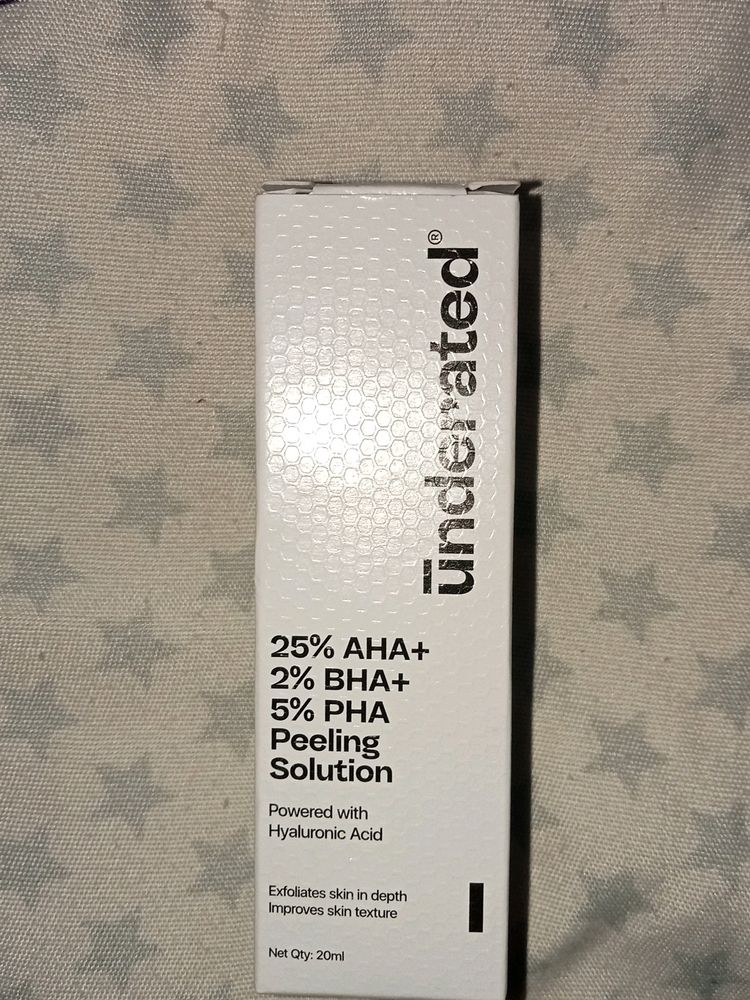 ūnderrated®
25% AHA+
2% BHA+
5% PHA
Peeling
Solution
Powered with
Hyaluronic Acid
Exfoliates skin in depth
Improves skin texture
Net Qty: 20ml